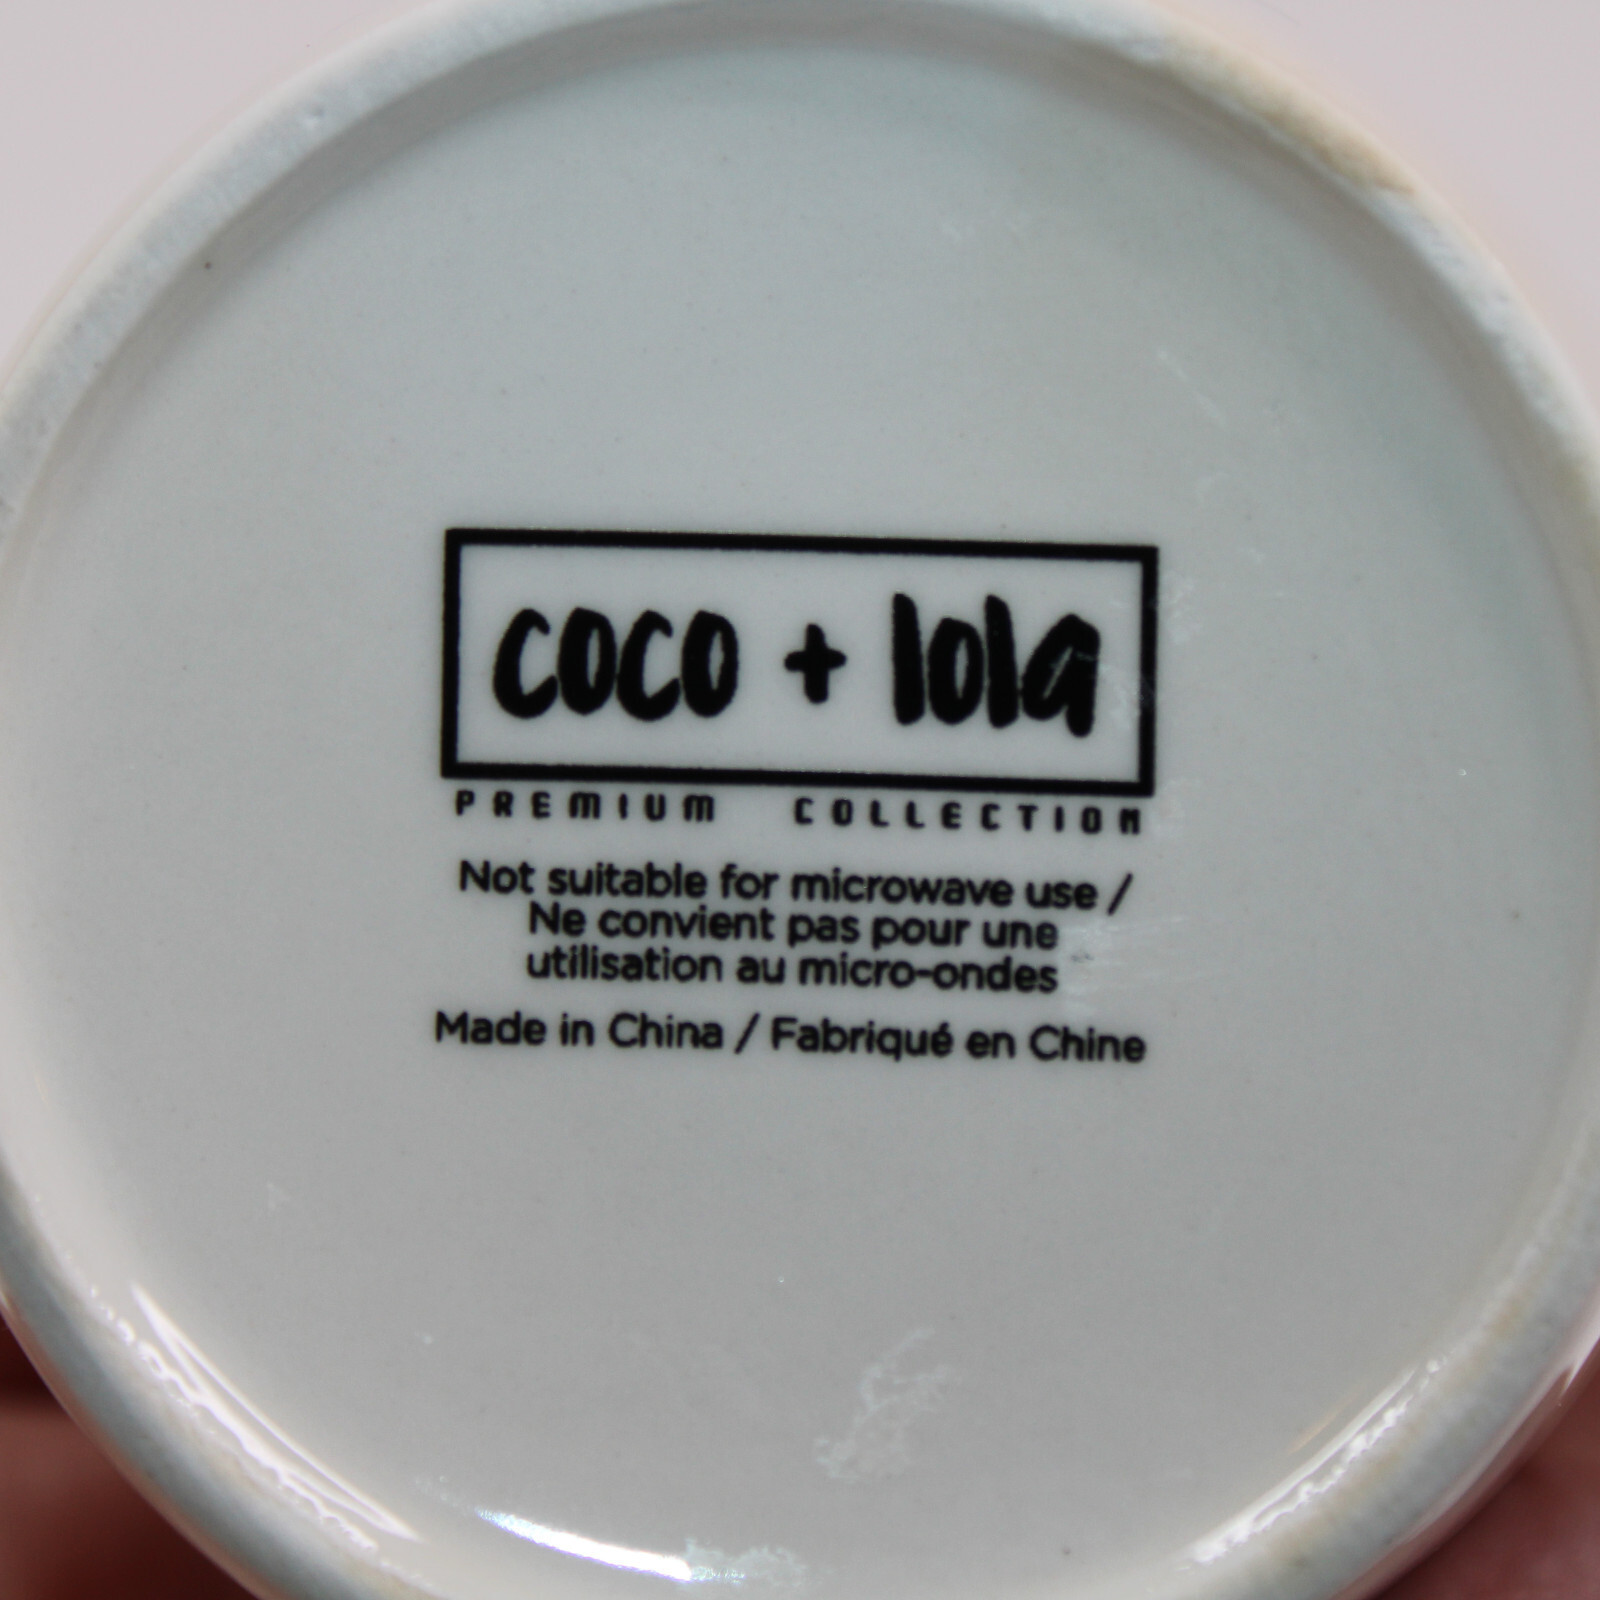 coco + lola
PREMIUM COLLECTION
Not suitable for microwave use /
Ne convient pas pour une
utilisation au micro-ondes
Made in China / Fabriqué en Chine